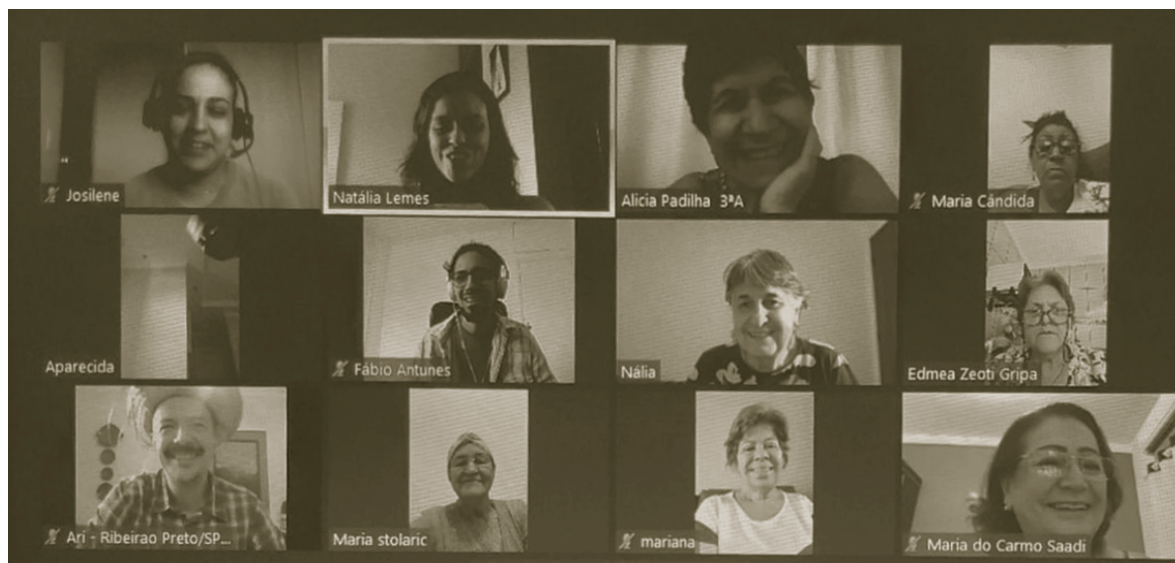 Josilene
Natália Lemes
Alicia Padilha 3ªA
Maria Cândida
Aparecida
Fábio Antunes
Nália
Edmea Zeoti Gripa
Ari - Ribeirao Preto/SP...
Maria stolaric
mariana
Maria do Carmo Saadi